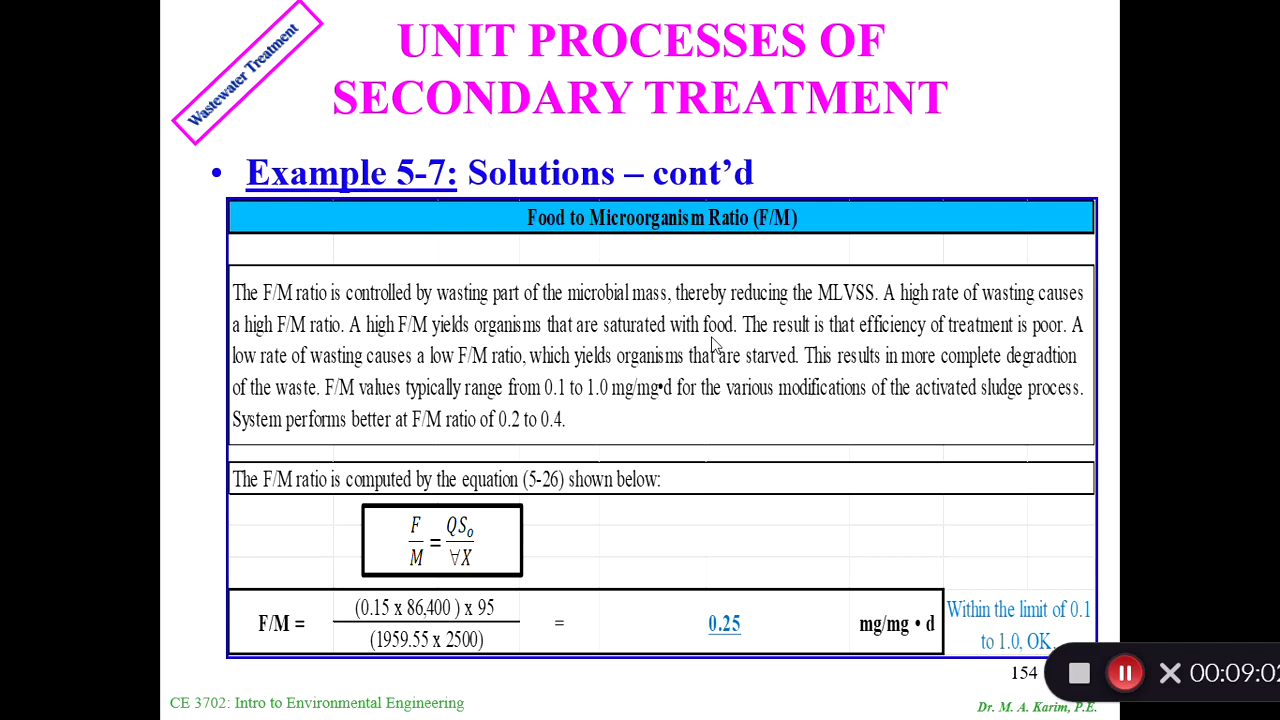 Wastewater Treatment
UNIT PROCESSES OF
SECONDARY TREATMENT
• Example 5-7: Solutions – cont’d
Food to Microorganism Ratio (F/M)
The F/M ratio is controlled by wasting part of the microbial mass, thereby reducing the MLVSS. A high rate of wasting causes
a high F/M ratio. A high F/M yields organisms that are saturated with food. The result is that efficiency of treatment is poor. A
low rate of wasting causes a low F/M ratio, which yields organisms that are starved. This results in more complete degradtion
of the waste. F/M values typically range from 0.1 to 1.0 mg/mg•d for the various modifications of the activated sludge process.
System performs better at F/M ratio of 0.2 to 0.4.
The F/M ratio is computed by the equation (5-26) shown below:
F/M = QSo/∀X
F/M = (0.15 x 86,400 ) x 95 / (1959.55 x 2500) = 0.25 mg/mg • d
Within the limit of 0.1
to 1.0, OK.
154
00:09:02
CE 3702: Intro to Environmental Engineering
Dr. M. A. Karim, P.E.